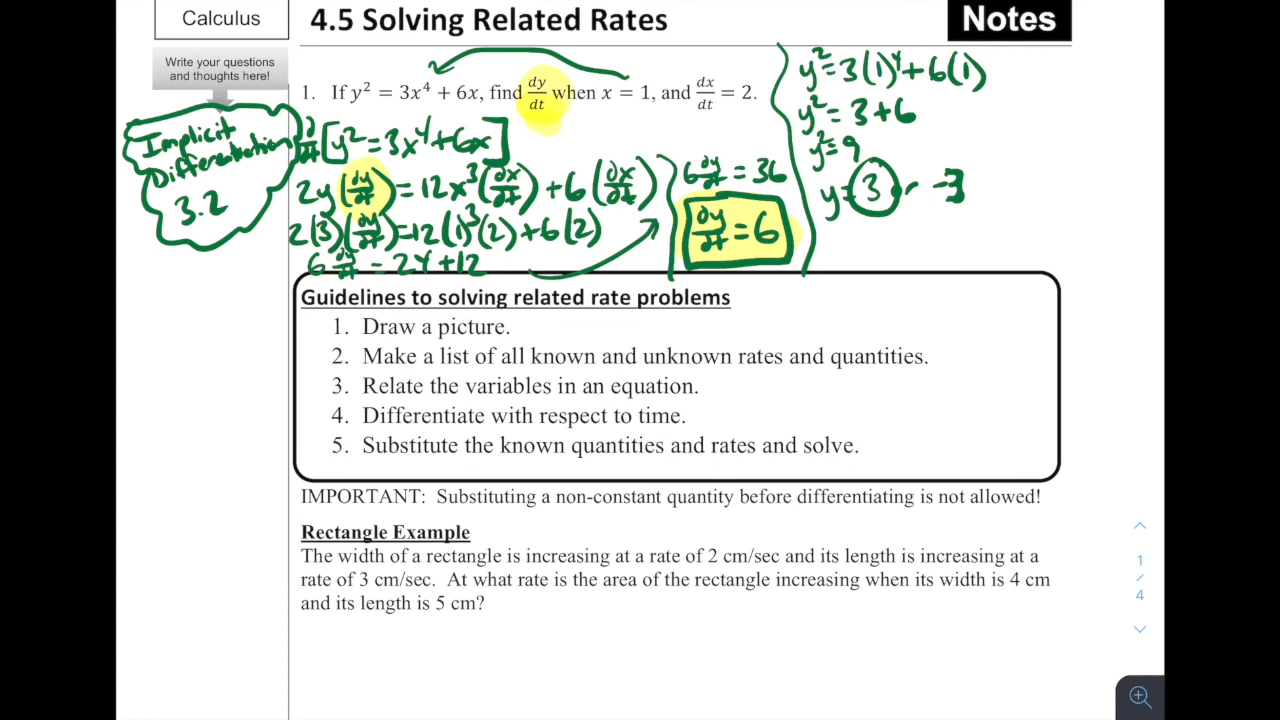 Calculus
4.5 Solving Related Rates
Notes
Write your questions
and thoughts here!
1. If y² = 3x⁴ + 6x, find dy/dt when x = 1, and dx/dt = 2.
Implicit
Differentiation
3.2
d/dt [y² = 3x⁴ + 6x]
2y (dy/dt) = 12x³ (dx/dt) + 6 (dx/dt)
2(3)(dy/dt) = 12(1)³(2) + 6(2)
6 dy/dt = 24 + 12
6 dy/dt = 36
dy/dt = 6
y² = 3(1)⁴ + 6(1)
y² = 3 + 6
y² = 9
y = 3 or -3
Guidelines to solving related rate problems
1. Draw a picture.
2. Make a list of all known and unknown rates and quantities.
3. Relate the variables in an equation.
4. Differentiate with respect to time.
5. Substitute the known quantities and rates and solve.
IMPORTANT: Substituting a non-constant quantity before differentiating is not allowed!
Rectangle Example
The width of a rectangle is increasing at a rate of 2 cm/sec and its length is increasing at a
rate of 3 cm/sec. At what rate is the area of the rectangle increasing when its width is 4 cm
and its length is 5 cm?
1
/
4